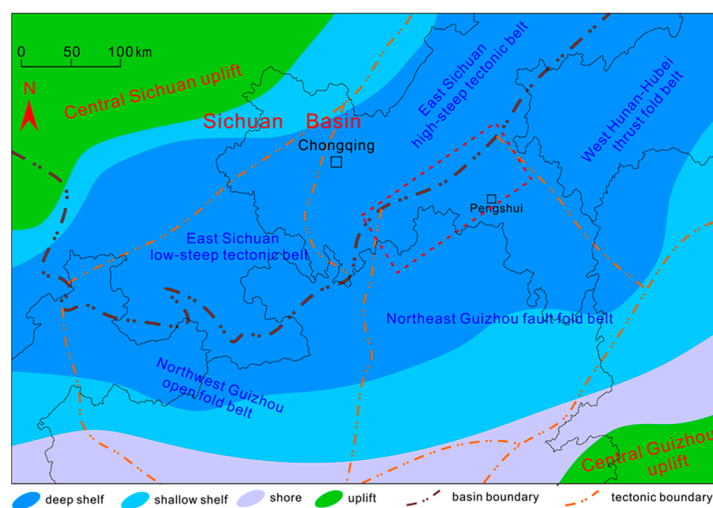 0 50 100 km
N
Central Sichuan uplift
East Sichuan
high-steep tectonic belt
West Hunan-Hubei
thrust fold belt
Sichuan Basin
Chongqing
Pengshui
East Sichuan
low-steep tectonic belt
Northeast Guizhou fault-fold belt
Northwest Guizhou
open fold belt
Central Guizhou
uplift
deep shelf shallow shelf shore uplift basin boundary tectonic boundary